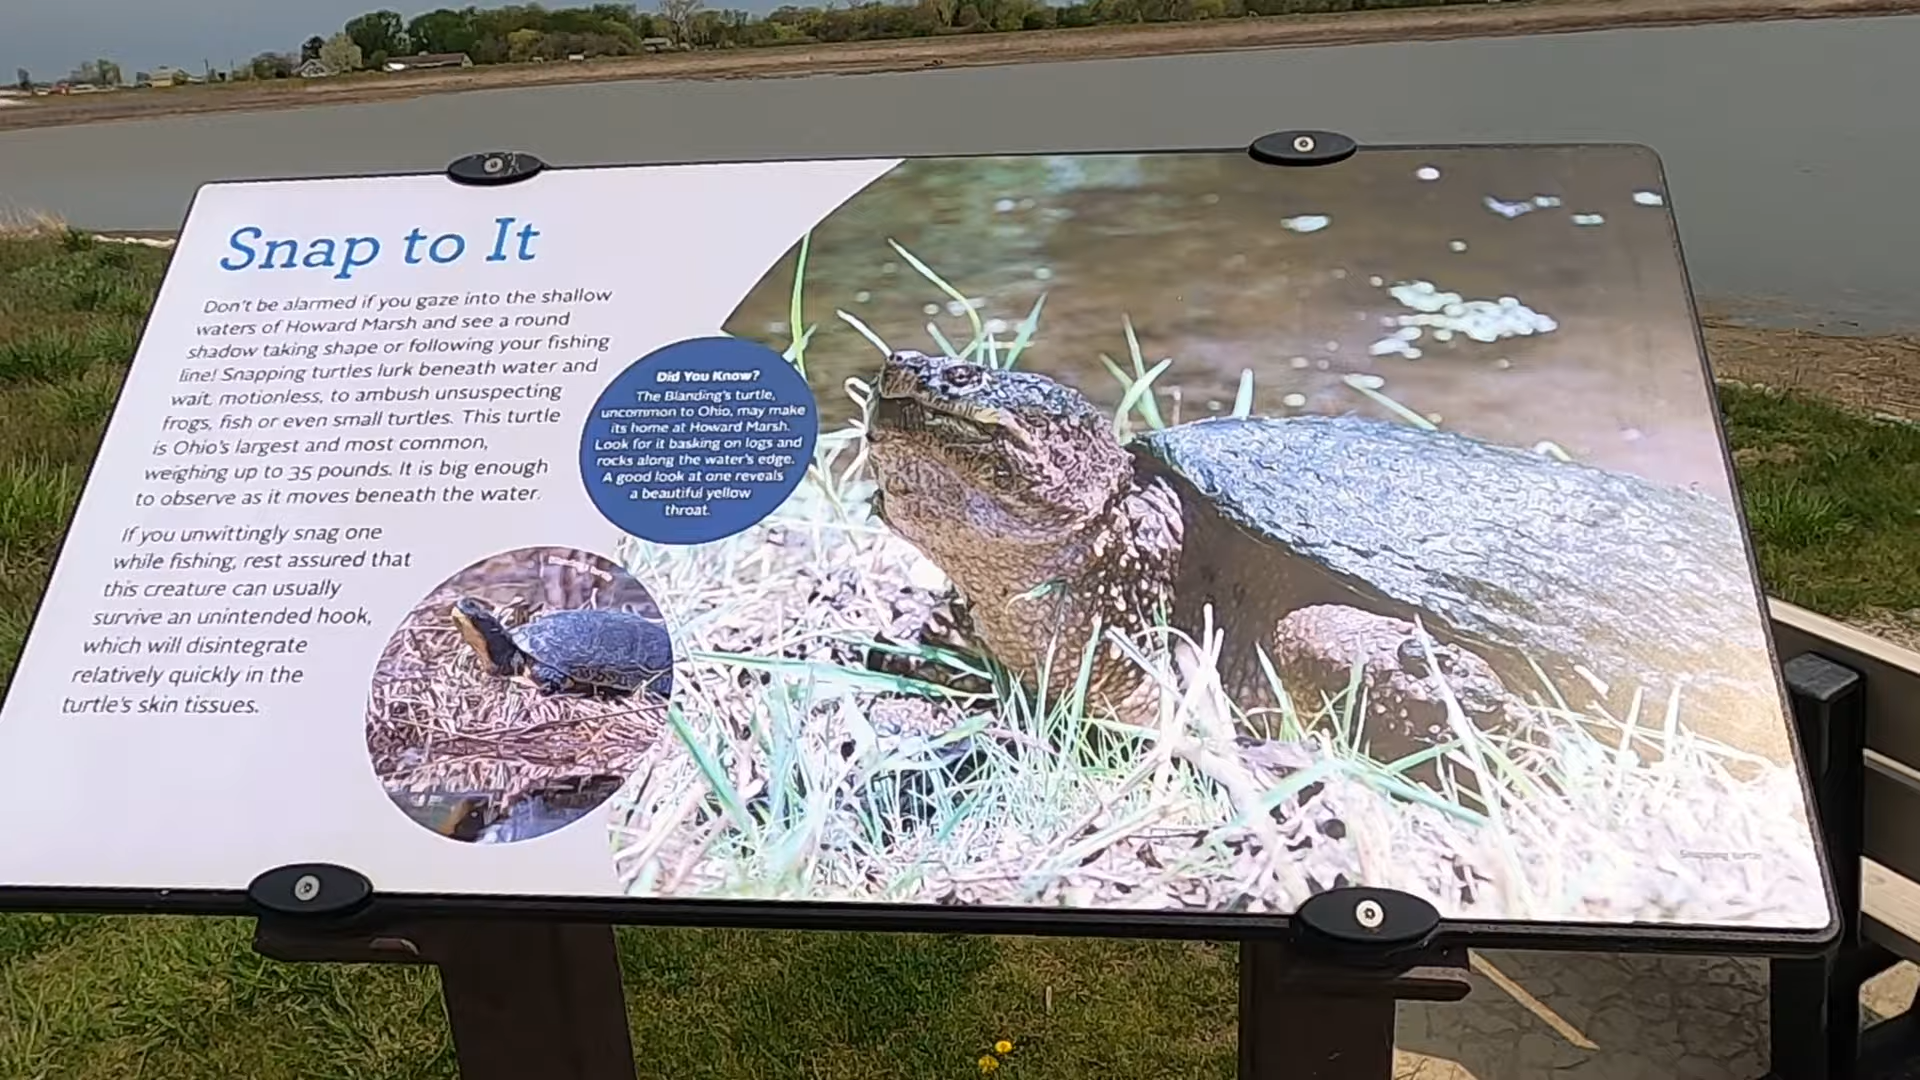 Snap to It
Don't be alarmed if you gaze into the shallow
waters of Howard Marsh and see a round
shadow taking shape or following your fishing
line! Snapping turtles lurk beneath water and
wait, motionless, to ambush unsuspecting
frogs, fish or even small turtles. This turtle
is Ohio's largest and most common,
weighing up to 35 pounds. It is big enough
to observe as it moves beneath the water.
If you unwittingly snag one
while fishing, rest assured that
this creature can usually
survive an unintended hook,
which will disintegrate
relatively quickly in the
turtle's skin tissues.
Did You Know?
The Blanding's turtle,
uncommon to Ohio, may make
its home at Howard Marsh.
Look for it basking on logs and
rocks along the water's edge.
A good look at one reveals
a beautiful yellow
throat.
Snapping turtle